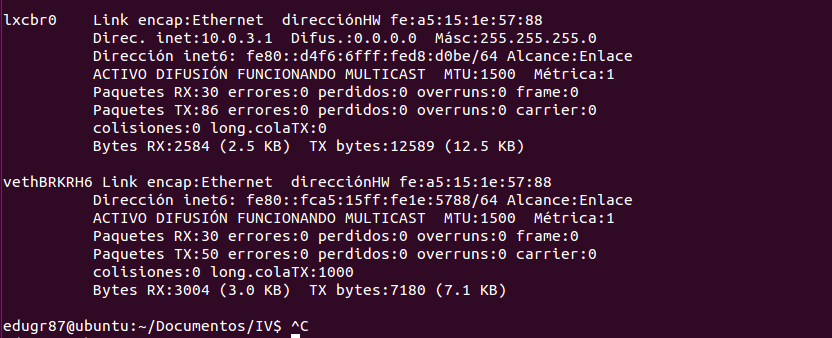 lxcbr0    Link encap:Ethernet  direcciónHW fe:a5:15:1e:57:88
          Direc. inet:10.0.3.1  Difus.:0.0.0.0  Másc:255.255.255.0
          Dirección inet6: fe80::d4f6:6fff:fed8:d0be/64 Alcance:Enlace
          ACTIVO DIFUSIÓN FUNCIONANDO MULTICAST  MTU:1500  Métrica:1
          Paquetes RX:30 errores:0 perdidos:0 overruns:0 frame:0
          Paquetes TX:86 errores:0 perdidos:0 overruns:0 carrier:0
          colisiones:0 long.colaTX:0
          Bytes RX:2584 (2.5 KB)  TX bytes:12589 (12.5 KB)

vethBRKRH6 Link encap:Ethernet  direcciónHW fe:a5:15:1e:57:88
          Dirección inet6: fe80::fca5:15ff:fe1e:5788/64 Alcance:Enlace
          ACTIVO DIFUSIÓN FUNCIONANDO MULTICAST  MTU:1500  Métrica:1
          Paquetes RX:30 errores:0 perdidos:0 overruns:0 frame:0
          Paquetes TX:50 errores:0 perdidos:0 overruns:0 carrier:0
          colisiones:0 long.colaTX:1000
          Bytes RX:3004 (3.0 KB)  TX bytes:7180 (7.1 KB)

edugr87@ubuntu:~/Documentos/IV$ ^C